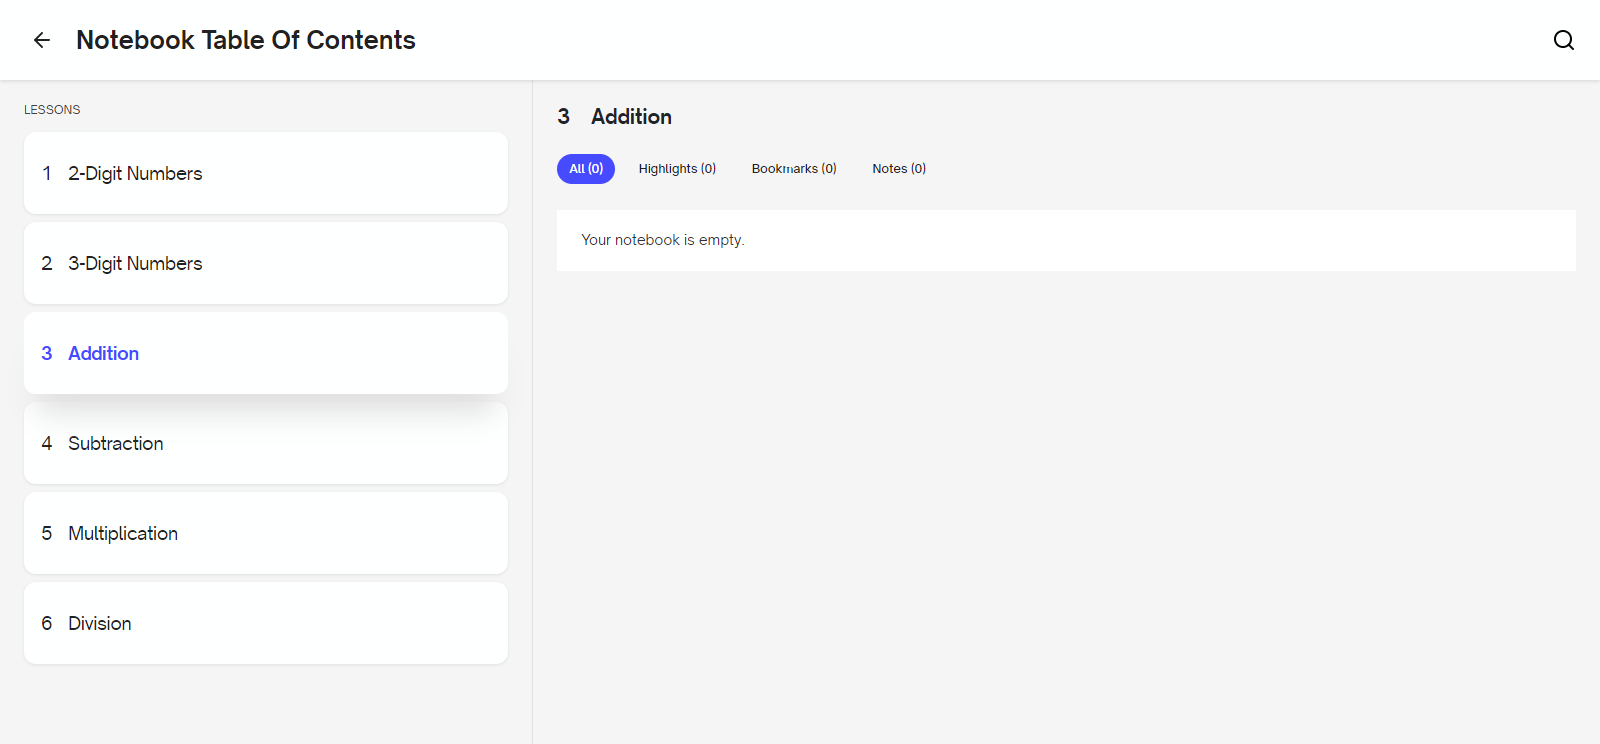 Notebook Table Of Contents
LESSONS
1 2-Digit Numbers
2 3-Digit Numbers
3 Addition
4 Subtraction
5 Multiplication
6 Division
3 Addition
All (0) Highlights (0) Bookmarks (0) Notes (0)
Your notebook is empty.